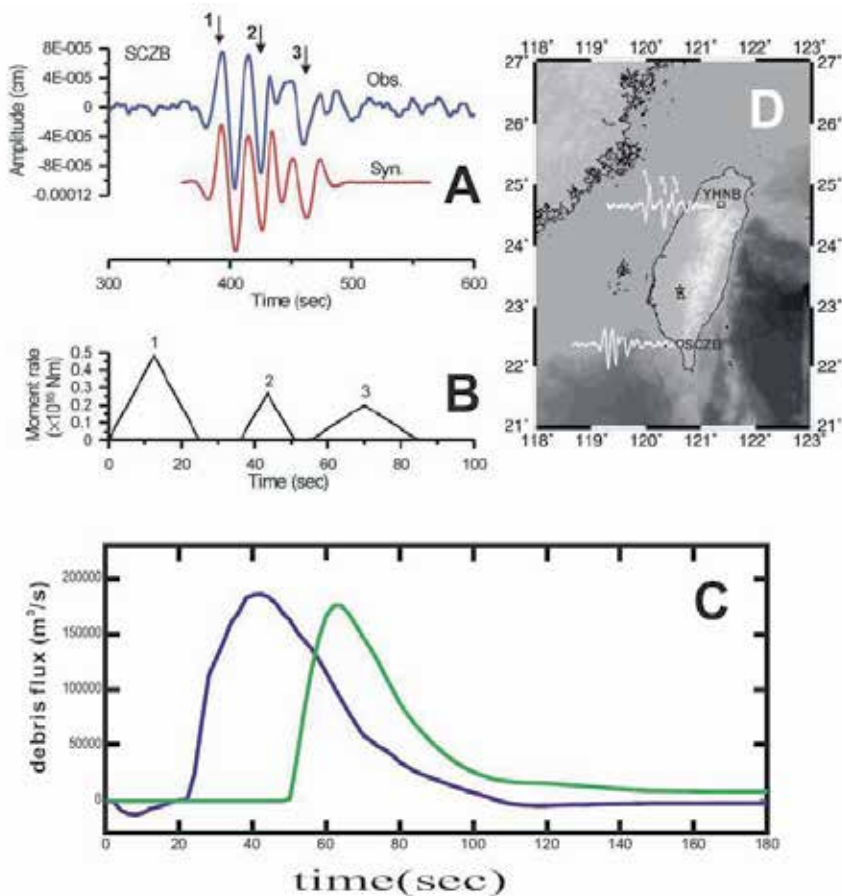 1 2 3
SCZB
8E-005
4E-005
0
-4E-005
-8E-005
-0.00012
Amplitude (cm)
Obs.
Syn.
A
300 400 500 600
Time (sec)
Moment rate
0.5
0.4
0.3
0.2
0.1
0
1
2
3
B
0 20 40 60 80 100
Time (sec)
118° 119° 120° 121° 122° 123°
27° 27°
26° 26°
25° 25°
24° 24°
23° 23°
22° 22°
21° 21°
118° 119° 120° 121° 122° 123°
D
YHNB
SCZB
C
debris flux (m³/s)
200000
150000
100000
50000
0
0 20 40 60 80 100 120 140 160 180
time(sec)